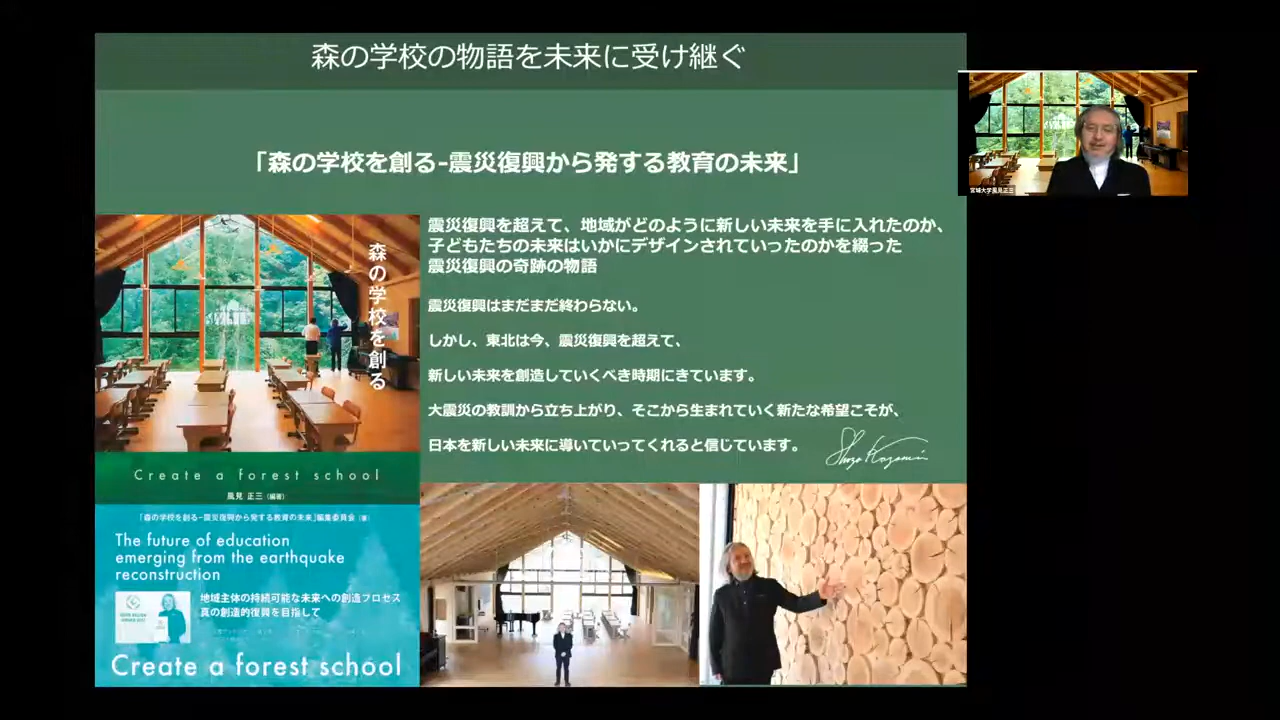 森の学校の物語を未来に受け継ぐ
「森の学校を創る-震災復興から発する教育の未来」
森の学校を創る
Create a forest school
風見 正三（編著）
「森の学校を創る-震災復興から発する教育の未来」編集委員会（著）
The future of education
emerging from the earthquake
reconstruction
地域主体の持続可能な未来への創造プロセス
真の創造的復興を目指して
Create a forest school
震災復興を超えて、地域がどのように新しい未来を手に入れたのか、
子どもたちの未来はいかにデザインされていったのかを綴った
震災復興の奇跡の物語
震災復興はまだまだ終わらない。
しかし、東北は今、震災復興を超えて、
新しい未来を創造していくべき時期にきています。
大震災の教訓から立ち上がり、そこから生まれていく新たな希望こそが、
日本を新しい未来に導いていってくれると信じています。
宮城大学風見正三